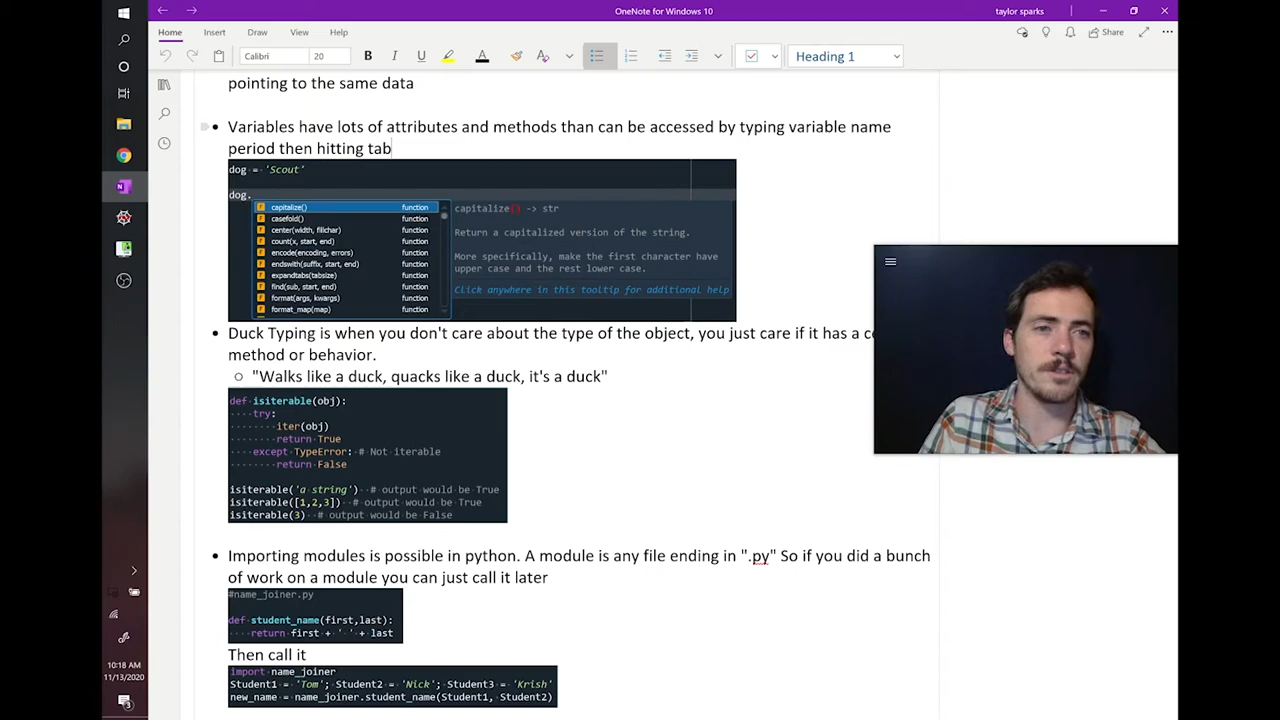 OneNote for Windows 10
taylor sparks
Home
Insert
Draw
View
Help
Share
Calibri
20
B
I
U
A
Heading 1
pointing to the same data
• Variables have lots of attributes and methods than can be accessed by typing variable name
period then hitting tab
dog = 'Scout'
dog.
capitalize() function
casefold() function
center(width, fillchar) function
count(x, start, end) function
encode(encoding, errors) function
endswith(suffix, start, end) function
expandtabs(tabsize) function
find(sub, start, end) function
format(args, kwargs) function
format_map(map) function
capitalize() -> str
Return a capitalized version of the string.
More specifically, make the first character have
upper case and the rest lower case.
Click anywhere in this tooltip for additional help
• Duck Typing is when you don't care about the type of the object, you just care if it has a
method or behavior.
○ "Walks like a duck, quacks like a duck, it's a duck"
def isiterable(obj):
try:
iter(obj)
return True
except TypeError: # Not iterable
return False
isiterable('a string') # output would be True
isiterable([1,2,3]) # output would be True
isiterable(3) # output would be False
• Importing modules is possible in python. A module is any file ending in ".py" So if you did a bunch
of work on a module you can just call it later
#name_joiner.py
def student_name(first,last):
return first + ' ' + last
Then call it
import name_joiner
Student1 = 'Tom'; Student2 = 'Nick'; Student3 = 'Krish'
new_name = name_joiner.student_name(Student1, Student2)
10:18 AM
11/13/2020